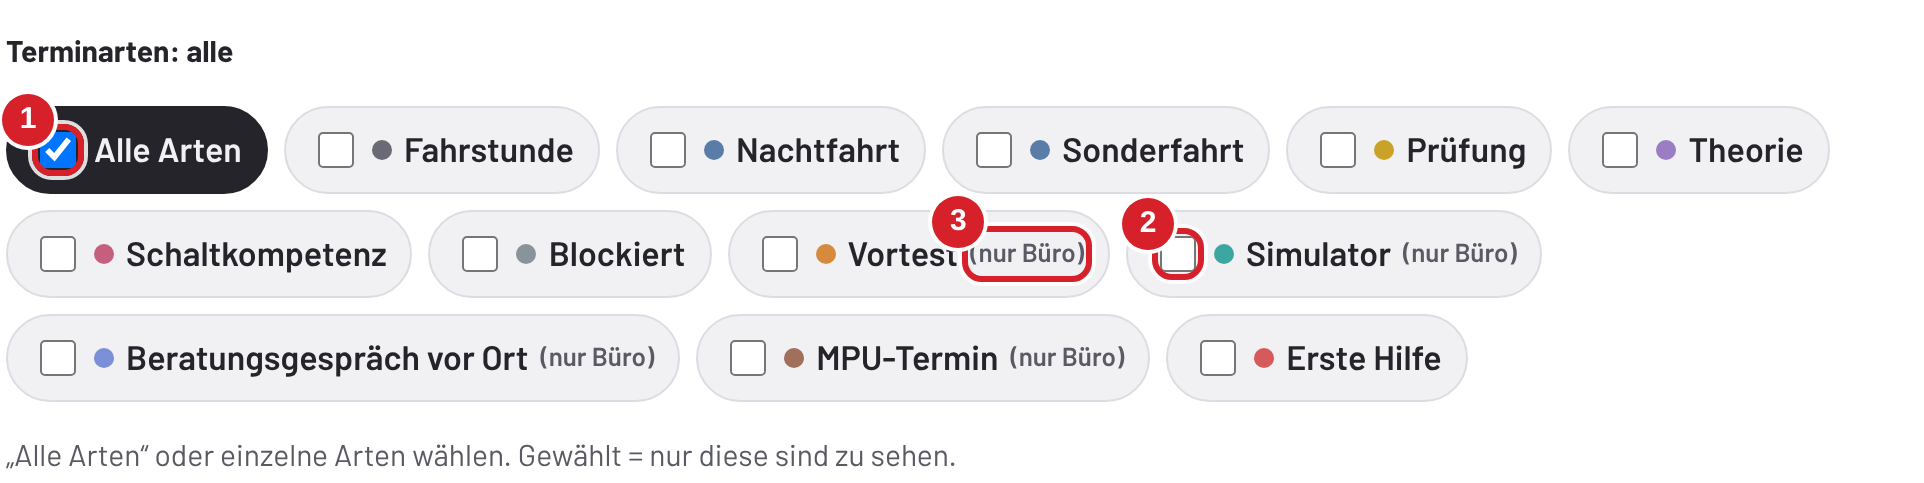 Terminarten: alle
1 Alle Arten Fahrstunde Nachtfahrt Sonderfahrt Prüfung Theorie
Schaltkompetenz Blockiert Vortest 3 (nur Büro) 2 Simulator (nur Büro)
Beratungsgespräch vor Ort (nur Büro) MPU-Termin (nur Büro) Erste Hilfe
„Alle Arten“ oder einzelne Arten wählen. Gewählt = nur diese sind zu sehen.